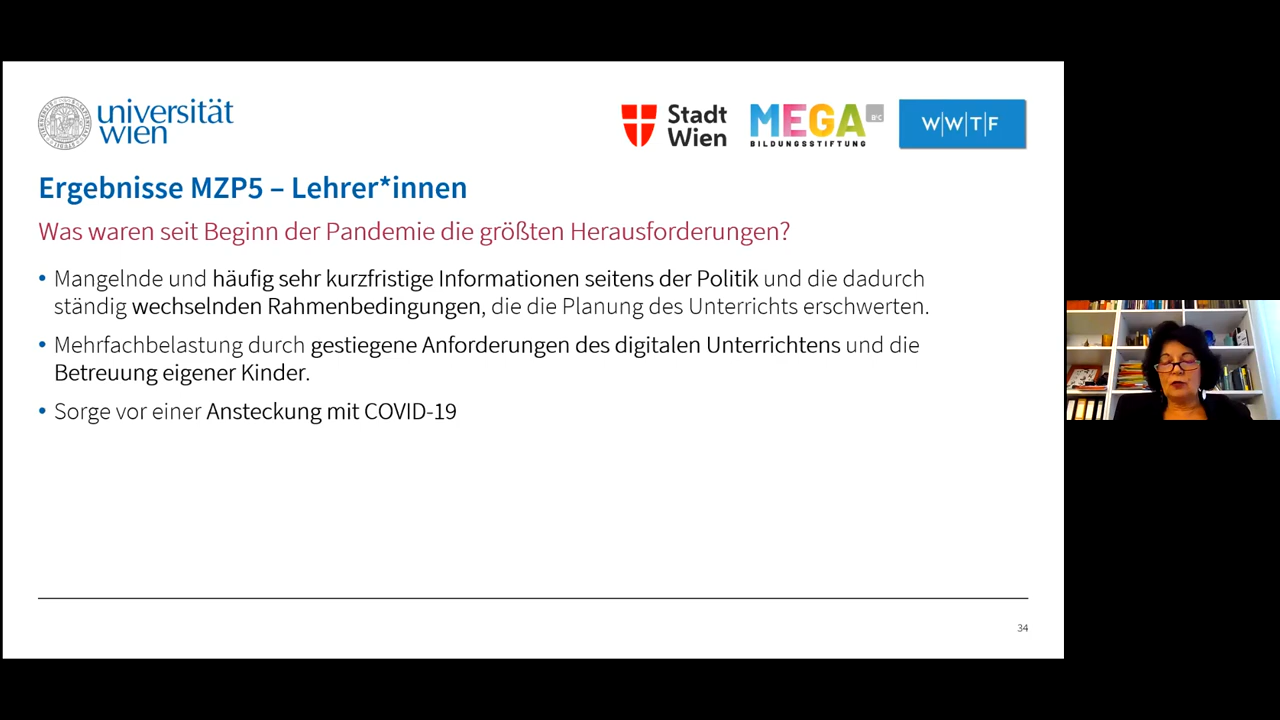 universität
wien
Stadt
Wien
MEGA
B&C
BILDUNGSSTIFTUNG
W|W|T|F
Ergebnisse MZP5 – Lehrer*innen
Was waren seit Beginn der Pandemie die größten Herausforderungen?
• Mangelnde und häufig sehr kurzfristige Informationen seitens der Politik und die dadurch
ständig wechselnden Rahmenbedingungen, die die Planung des Unterrichts erschwerten.
• Mehrfachbelastung durch gestiegene Anforderungen des digitalen Unterrichtens und die
Betreuung eigener Kinder.
• Sorge vor einer Ansteckung mit COVID-19
34